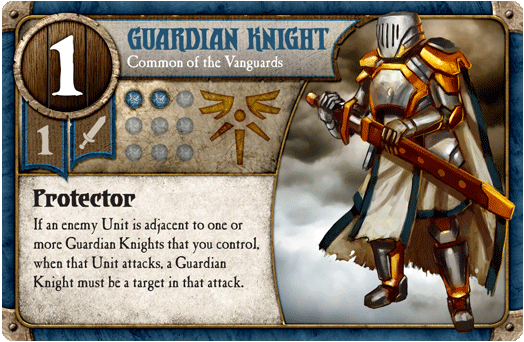 1
GUARDIAN KNIGHT
Common of the Vanguards
1
Protector
If an enemy Unit is adjacent to one or
more Guardian Knights that you control,
when that Unit attacks, a Guardian
Knight must be a target in that attack.